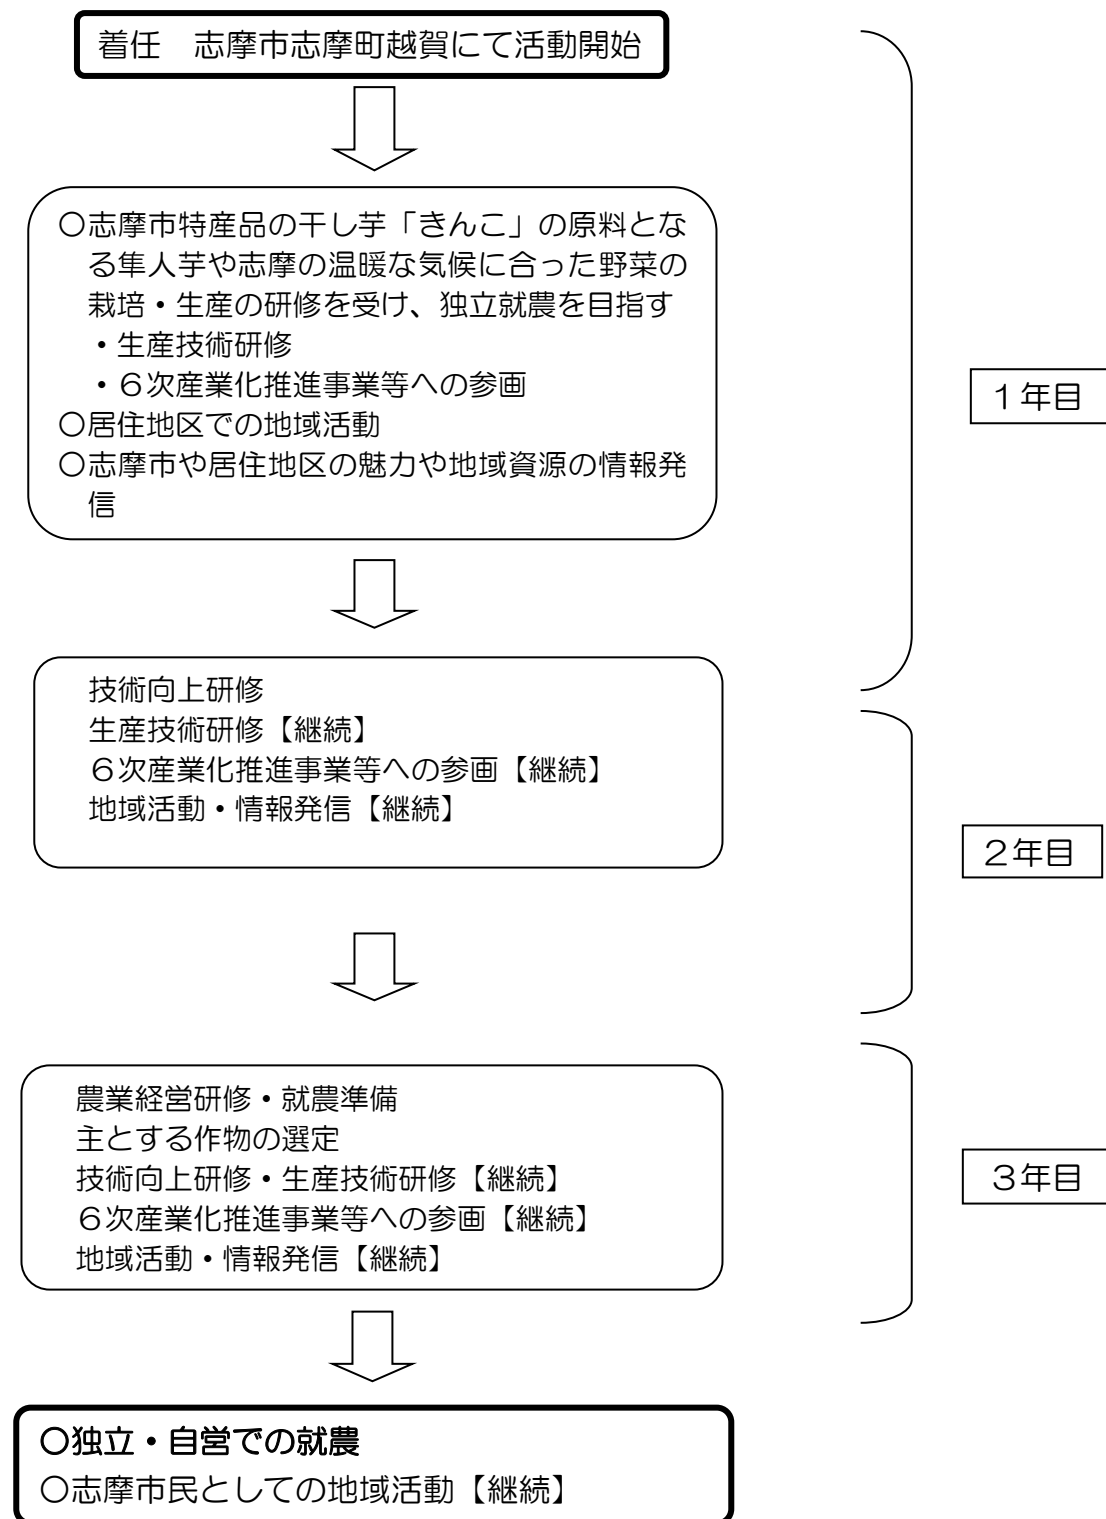 着任　志摩市志摩町越賀にて活動開始
〇志摩市特産品の干し芋「きんこ」の原料とな
る隼人芋や志摩の温暖な気候に合った野菜の
栽培・生産の研修を受け、独立就農を目指す
・生産技術研修
・６次産業化推進事業等への参画
〇居住地区での地域活動
〇志摩市や居住地区の魅力や地域資源の情報発
信
１年目
技術向上研修
生産技術研修【継続】
６次産業化推進事業等への参画【継続】
地域活動・情報発信【継続】
２年目
農業経営研修・就農準備
主とする作物の選定
技術向上研修・生産技術研修【継続】
６次産業化推進事業等への参画【継続】
地域活動・情報発信【継続】
３年目
〇独立・自営での就農
〇志摩市民としての地域活動【継続】